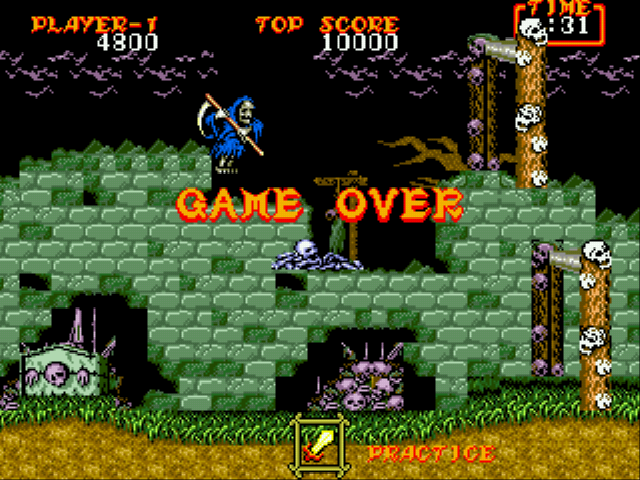 PLAYER-1
4800
TOP SCORE
10000
TIME
:31
GAME OVER
PRACTICE